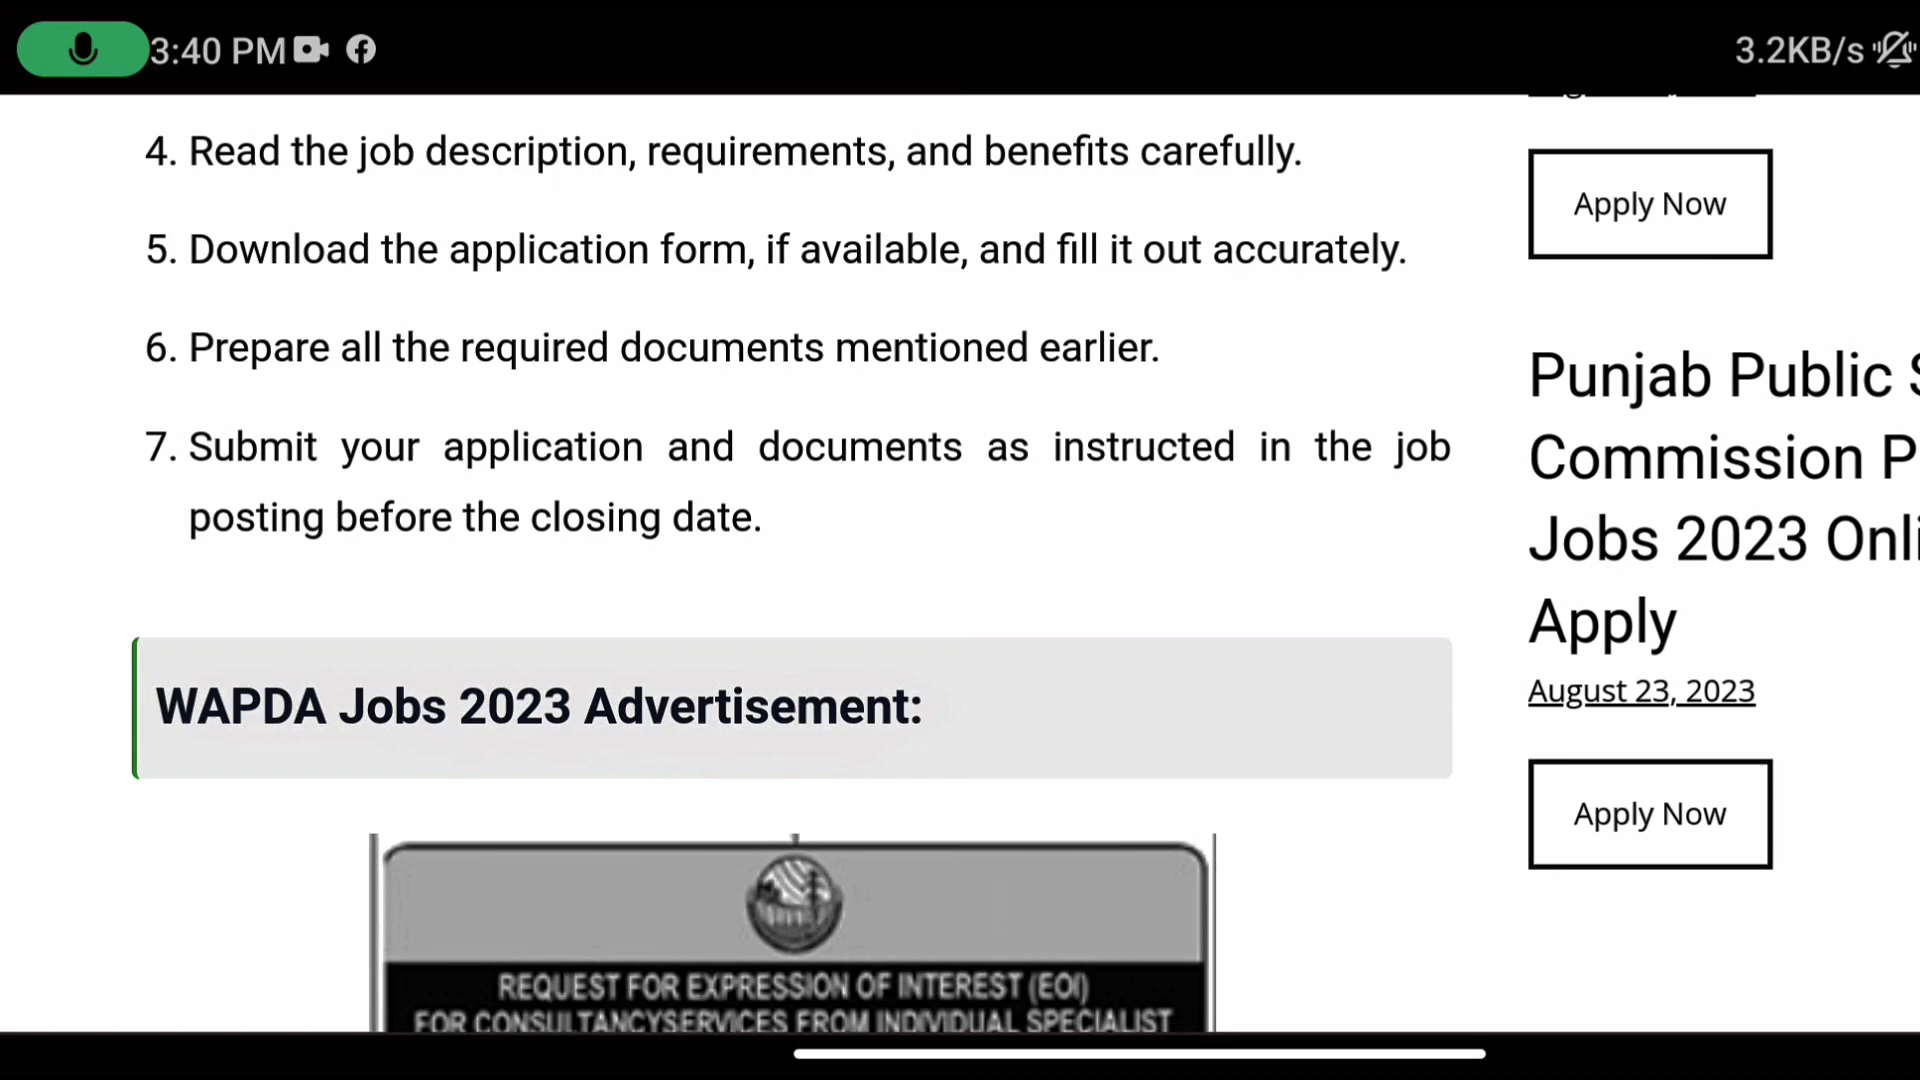 3:40 PM
3.2KB/s
4. Read the job description, requirements, and benefits carefully.
5. Download the application form, if available, and fill it out accurately.
6. Prepare all the required documents mentioned earlier.
7. Submit your application and documents as instructed in the job
posting before the closing date.
WAPDA Jobs 2023 Advertisement:
REQUEST FOR EXPRESSION OF INTEREST (EOI)
FOR CONSULTANCYSERVICES FROM INDIVIDUAL SPECIALIST
Apply Now
Punjab Public S
Commission P
Jobs 2023 Onli
Apply
August 23, 2023
Apply Now